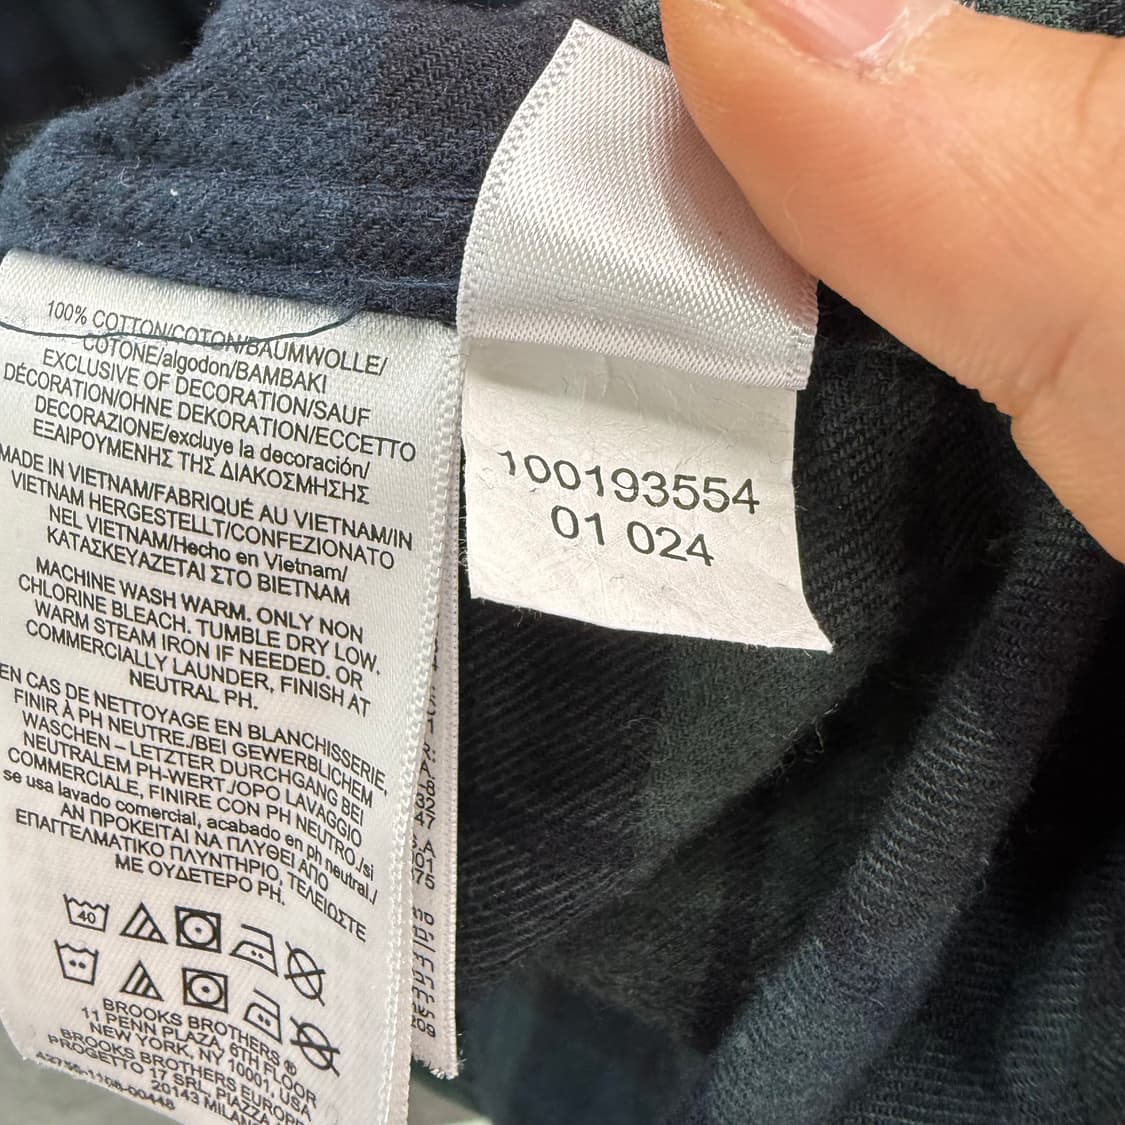 100% COTTON/COTON/BAUMWOLLE/
COTONE/algodon/BAMBAKI
EXCLUSIVE OF DECORATION/SAUF
DÉCORATION/OHNE DEKORATION/ECCETTO
DECORAZIONE/excluye la decoración/
ΕΞΑΙΡΟΥΜΕΝΗΣ ΤΗΣ ΔΙΑΚΟΣΜΗΣΗΣ
MADE IN VIETNAM/FABRIQUÉ AU VIETNAM/IN
VIETNAM HERGESTELLT/CONFEZIONATO
NEL VIETNAM/Hecho en Vietnam/
ΚΑΤΑΣΚΕΥΑΖΕΤΑΙ ΣΤΟ ΒΙΕΤΝΑΜ
MACHINE WASH WARM. ONLY NON
CHLORINE BLEACH. TUMBLE DRY LOW.
WARM STEAM IRON IF NEEDED. OR
COMMERCIALLY LAUNDER, FINISH AT
NEUTRAL PH.
EN CAS DE NETTOYAGE EN BLANCHISSERIE,
FINIR À PH NEUTRE./BEI GEWERBLICHEM
WASCHEN – LETZTER DURCHGANG BEI
NEUTRALEM PH-WERT./OPO LAVAGGIO
COMMERCIALE, FINIRE CON PH NEUTRO./si
se usa lavado comercial, acabado en ph neutral./
ΑΝ ΠΡΟΚΕΙΤΑΙ ΝΑ ΠΛΥΘΕΙ ΑΠΟ
ΕΠΑΓΓΕΛΜΑΤΙΚΟ ΠΛΥΝΤΗΡΙΟ, ΤΕΛΕΙΩΣΤΕ
ΜΕ ΟΥΔΕΤΕΡΟ PH.
40
BROOKS BROTHERS ®
11 PENN PLAZA, 6TH FLOOR
NEW YORK, NY 10001, USA
BROOKS BROTHERS EUROPE
PROGETTO 17 SRL, PIAZZA
20143 MILANO
100193554
01 024